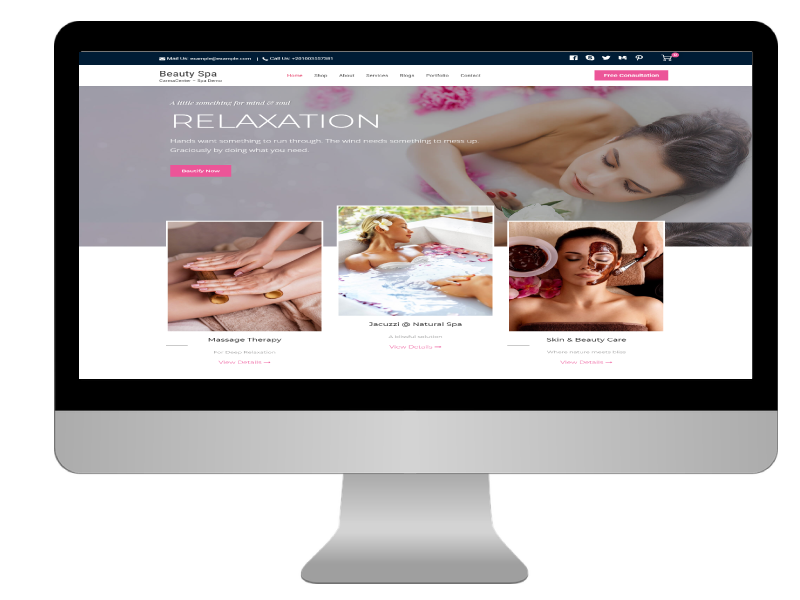 Mail Us: example@example.com | Call Us: +201003337381
0
Beauty Spa
CosmoCenter – Spa Demo
Home Shop About Services Blogs Portfolio Contact
Free Consultation
A little something for mind & soul
RELAXATION
Hands want something to run through. The wind needs something to mess up.
Graciously by doing what you need.
Beutify Now
Massage Therapy
For Deep Relaxation
View Details →
Jacuzzi @ Natural Spa
A blissful solution
View Details →
Skin & Beauty Care
Where nature meets bliss
View Details →